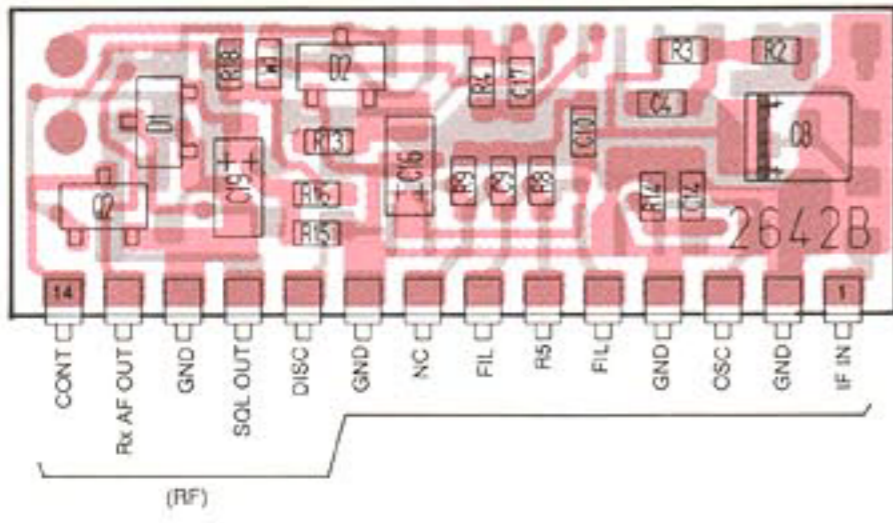 R18
D2
R4
C17
R3
R2
D1
R13
C16
C10
C4
C8
Q2
C19
R9
C9
R8
R14
C14
R15
2642B
14
1
CONT
Rx AF OUT
GND
SQL OUT
DISC
GND
NC
FIL
R5
FIL
GND
OSC
GND
IF IN
(RF)